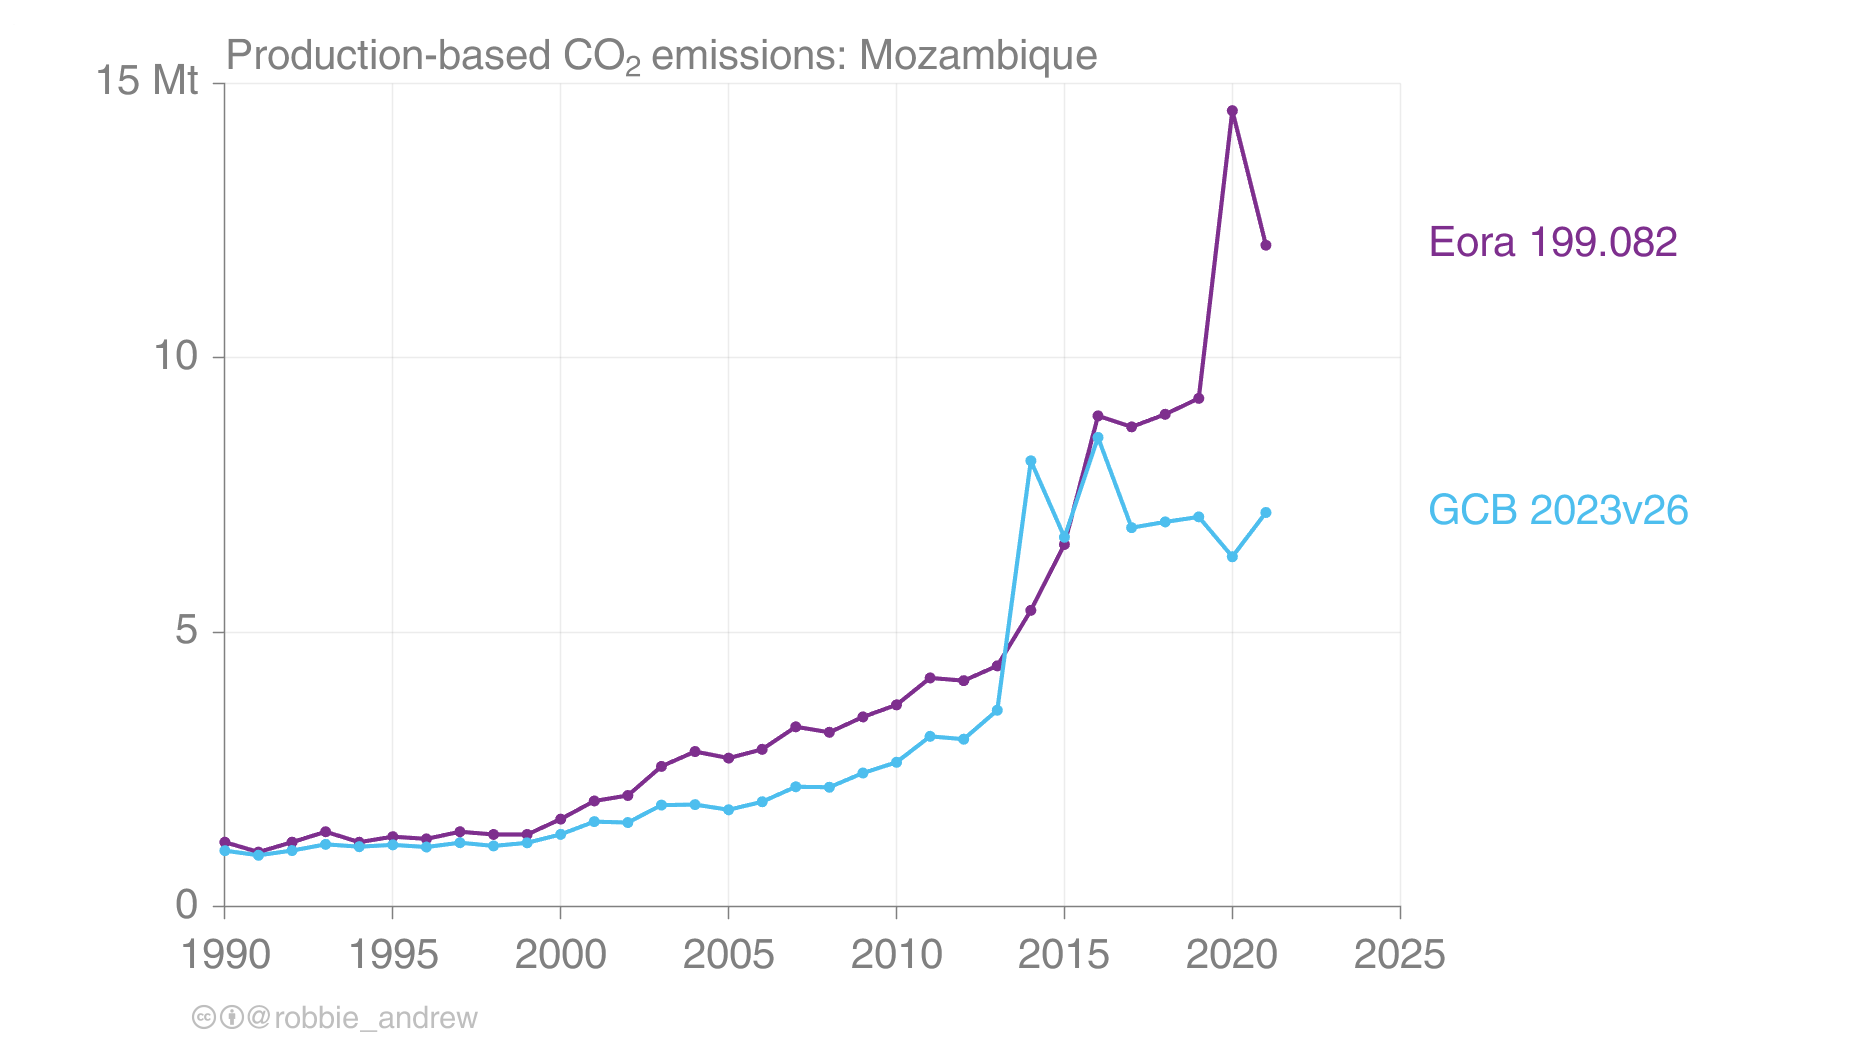 Production-based CO₂ emissions: Mozambique
15 Mt
10
5
0
1990 1995 2000 2005 2010 2015 2020 2025
Eora 199.082
GCB 2023v26
@robbie_andrew